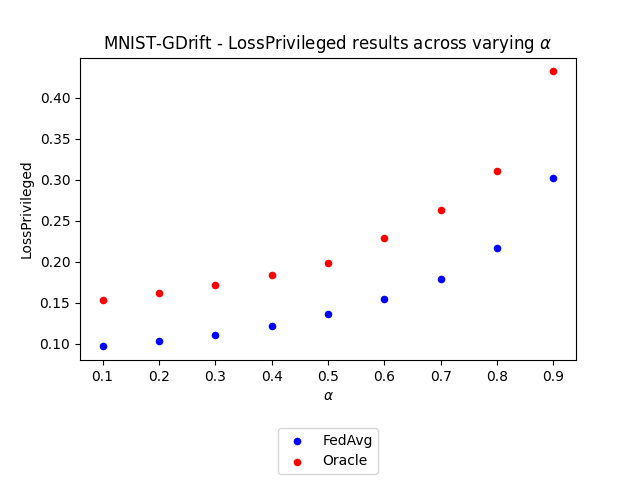 MNIST-GDrift - LossPrivileged results across varying α
LossPrivileged
0.40
0.35
0.30
0.25
0.20
0.15
0.10
0.1 0.2 0.3 0.4 0.5 0.6 0.7 0.8 0.9
α
FedAvg
Oracle